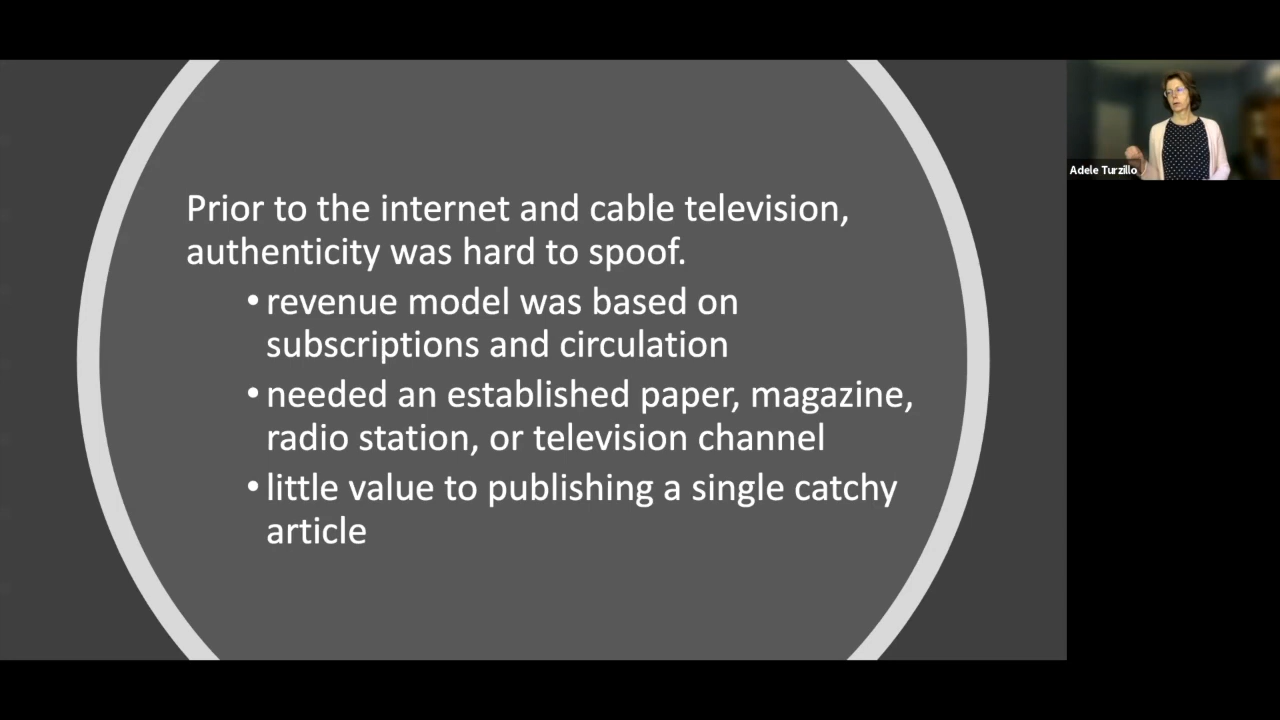 Prior to the internet and cable television,
authenticity was hard to spoof.
• revenue model was based on
subscriptions and circulation
• needed an established paper, magazine,
radio station, or television channel
• little value to publishing a single catchy
article
Adele Turzillo